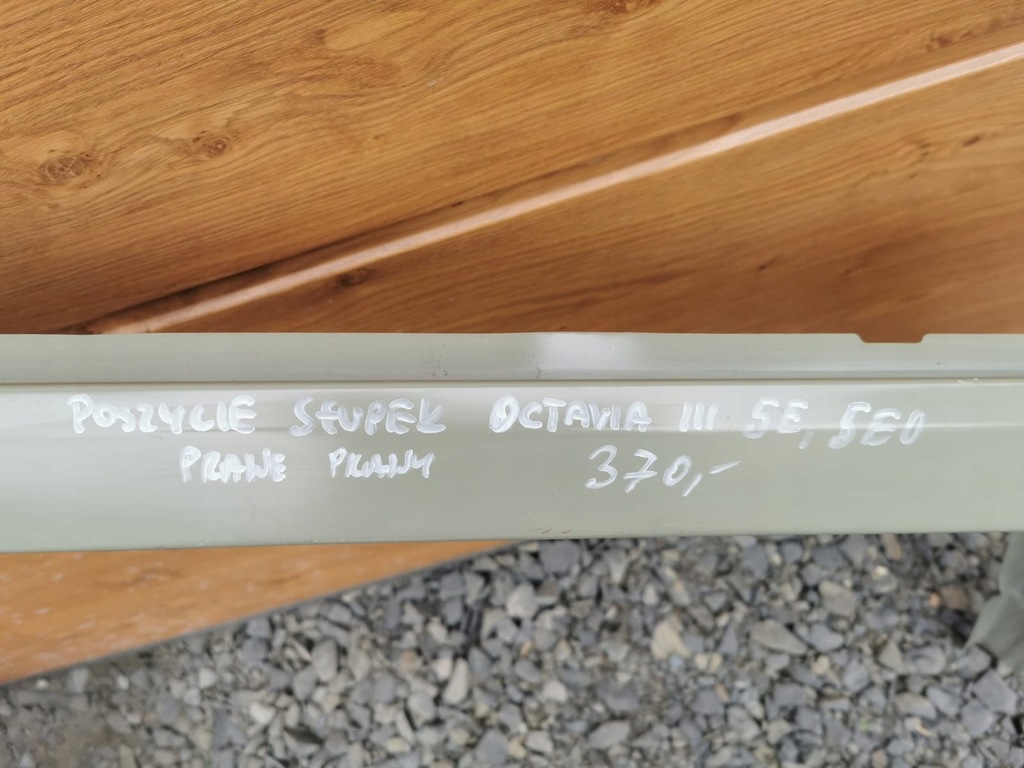 POSZYCIE SŁUPEK OCTAVIA III 5E, 5E0
PRAWE PRAWY 370,-